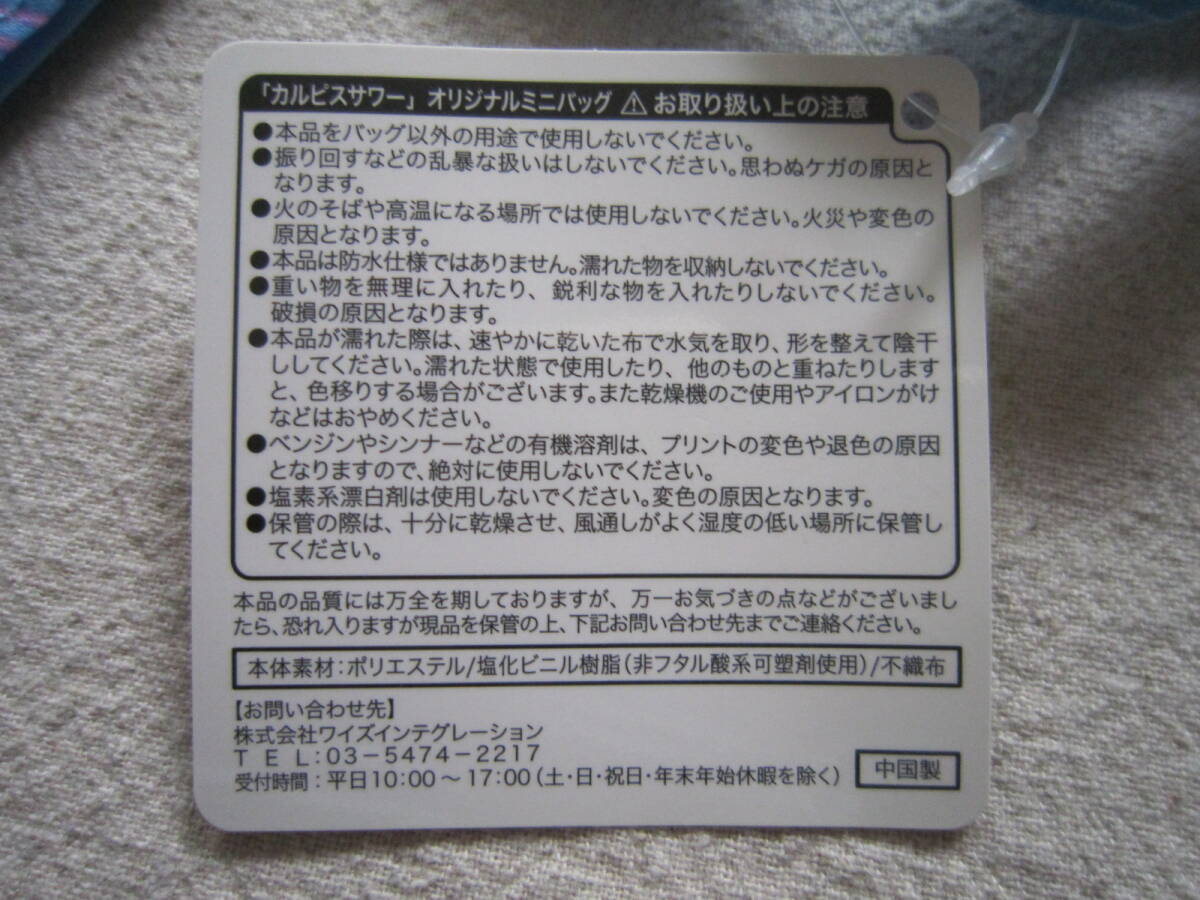 「カルピスサワー」オリジナルミニバッグ ⚠ お取り扱い上の注意
●本品をバッグ以外の用途で使用しないでください。
●振り回すなどの乱暴な扱いはしないでください。思わぬケガの原因と
なります。
●火のそばや高温になる場所では使用しないでください。火災や変色の
原因となります。
●本品は防水仕様ではありません。濡れた物を収納しないでください。
●重い物を無理に入れたり、鋭利な物を入れたりしないでください。
破損の原因となります。
●本品が濡れた際は、速やかに乾いた布で水気を取り、形を整えて陰干
ししてください。濡れた状態で使用したり、他のものと重ねたりします
と、色移りする場合がございます。また乾燥機のご使用やアイロンがけ
などはおやめください。
●ベンジンやシンナーなどの有機溶剤は、プリントの変色や退色の原因
となりますので、絶対に使用しないでください。
●塩素系漂白剤は使用しないでください。変色の原因となります。
●保管の際は、十分に乾燥させ、風通しがよく湿度の低い場所に保管し
てください。
本品の品質には万全を期しておりますが、万一お気づきの点などがございまし
たら、恐れ入りますが現品を保管の上、下記お問い合わせ先までご連絡ください。
本体素材:ポリエステル/塩化ビニル樹脂(非フタル酸系可塑剤使用)/不織布
【お問い合わせ先】
株式会社ワイズインテグレーション
TEL:03-5474-2217
受付時間:平日10:00~17:00(土・日・祝日・年末年始休暇を除く)
中国製